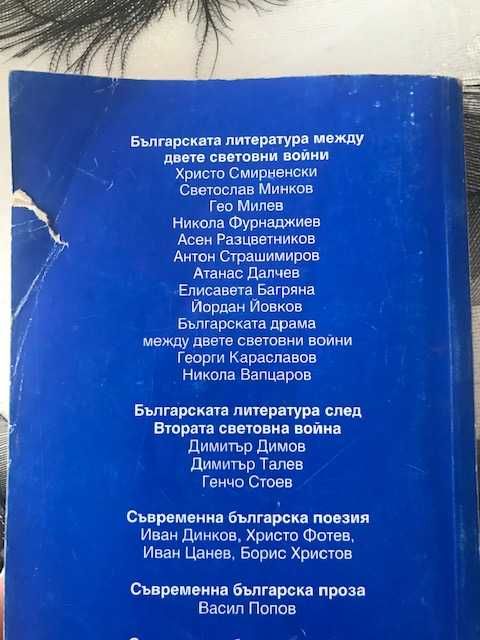 Българската литература между
двете световни войни
Христо Смирненски
Светослав Минков
Гео Милев
Никола Фурнаджиев
Асен Разцветников
Антон Страшимиров
Атанас Далчев
Елисавета Багряна
Йордан Йовков
Българската драма
между двете световни войни
Георги Караславов
Никола Вапцаров
Българската литература след
Втората световна война
Димитър Димов
Димитър Талев
Генчо Стоев
Съвременна българска поезия
Иван Динков, Христо Фотев,
Иван Цанев, Борис Христов
Съвременна българска проза
Васил Попов